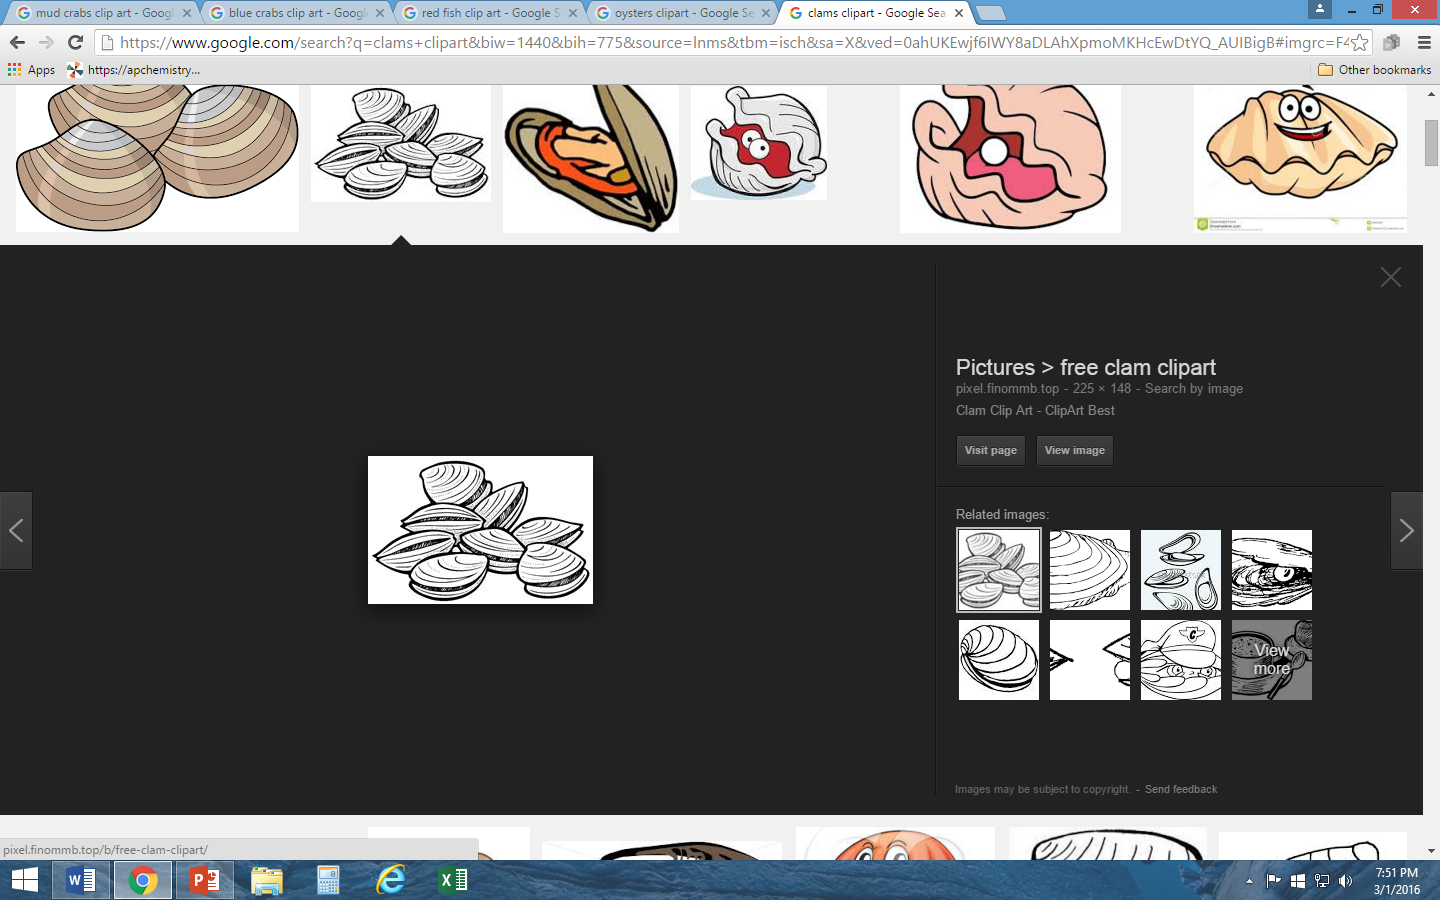 mud crabs clip art - Googl
blue crabs clip art - Googl
red fish clip art - Google S
oysters clipart - Google Se
clams clipart - Google Sea
https://www.google.com/search?q=clams+clipart&biw=1440&bih=775&source=lnms&tbm=isch&sa=X&ved=0ahUKEwjf6IWY8aDLAhXpmoMKHcEwDtYQ_AUIBigB#imgrc=F4
Apps
https://apchemistry...
Other bookmarks
Pictures > free clam clipart
pixel.finommb.top - 225 × 148 - Search by image
Clam Clip Art - ClipArt Best
Visit page
View image
Related images:
C
View
more
Images may be subject to copyright. - Send feedback
pixel.finommb.top/b/free-clam-clipart/
7:51 PM
3/1/2016